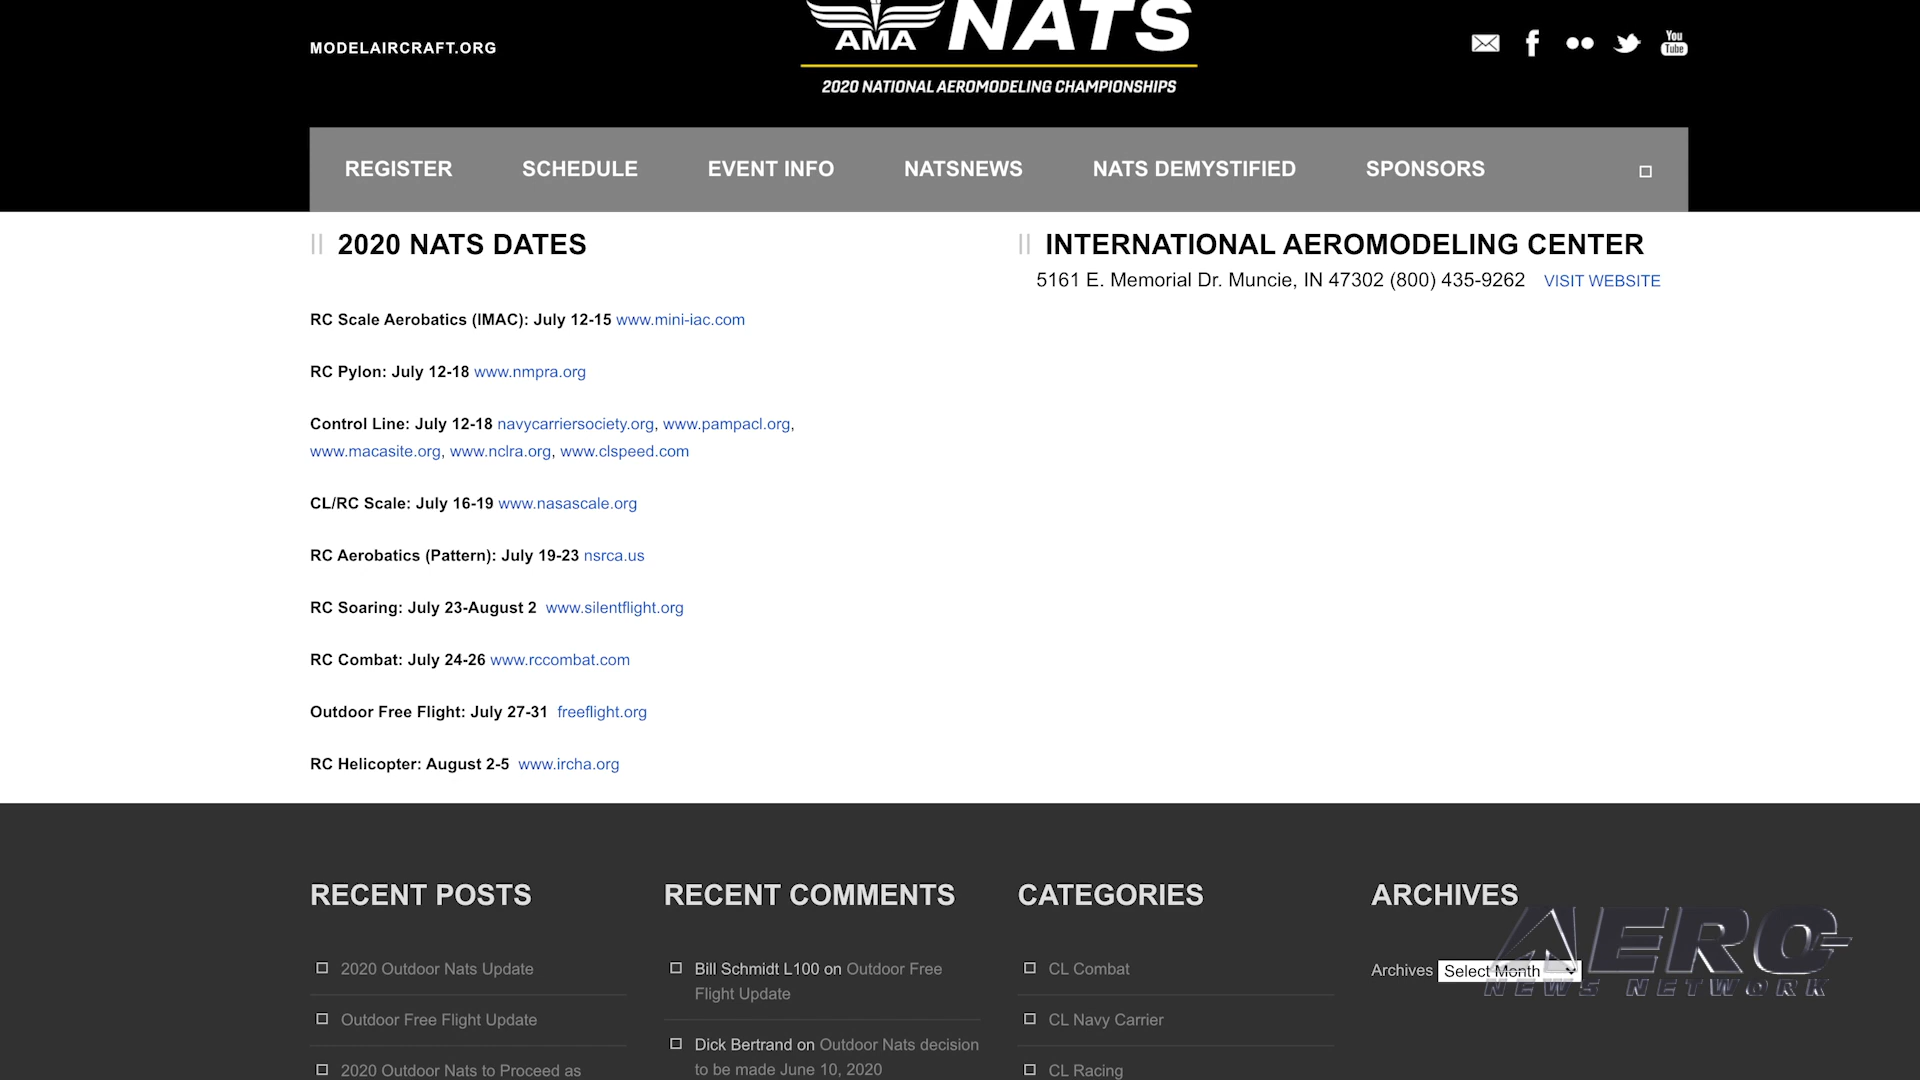 MODELAIRCRAFT.ORG
AMA NATS
2020 NATIONAL AEROMODELING CHAMPIONSHIPS
You
Tube
REGISTER SCHEDULE EVENT INFO NATSNEWS NATS DEMYSTIFIED SPONSORS
2020 NATS DATES
RC Scale Aerobatics (IMAC): July 12-15 www.mini-iac.com
RC Pylon: July 12-18 www.nmpra.org
Control Line: July 12-18 navycarriersociety.org, www.pampacl.org,
www.macasite.org, www.nclra.org, www.clspeed.com
CL/RC Scale: July 16-19 www.nasascale.org
RC Aerobatics (Pattern): July 19-23 nsrca.us
RC Soaring: July 23-August 2 www.silentflight.org
RC Combat: July 24-26 www.rccombat.com
Outdoor Free Flight: July 27-31 freeflight.org
RC Helicopter: August 2-5 www.ircha.org
INTERNATIONAL AEROMODELING CENTER
5161 E. Memorial Dr. Muncie, IN 47302 (800) 435-9262 VISIT WEBSITE
RECENT POSTS
2020 Outdoor Nats Update
Outdoor Free Flight Update
2020 Outdoor Nats to Proceed as
RECENT COMMENTS
Bill Schmidt L100 on Outdoor Free
Flight Update
Dick Bertrand on Outdoor Nats decision
to be made June 10, 2020
CATEGORIES
CL Combat
CL Navy Carrier
CL Racing
ARCHIVES
Archives Select Month
AERO
NEWS NETWORK